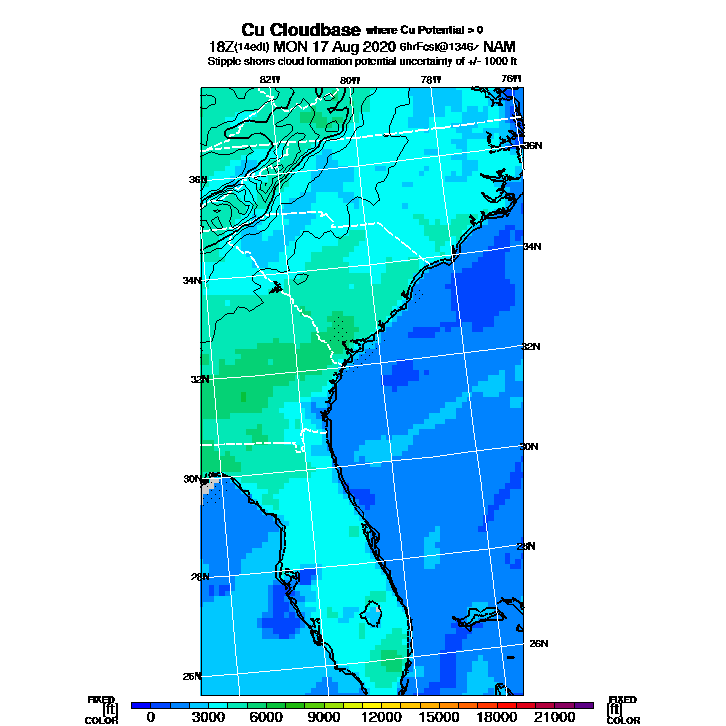 Cu Cloudbase where Cu Potential > 0
18Z(14edt) MON 17 Aug 2020 6hrFcst@1346z NAM
Stipple shows cloud formation potential uncertainty of +/- 1000 ft
82W 80W 78W 76W
36N
36N
34N
34N
32N
32N
30N
30N
28N
28N
26N
26N
FIXED FIXED
[ft] [ft]
COLOR 0 3000 6000 9000 12000 15000 18000 21000 COLOR